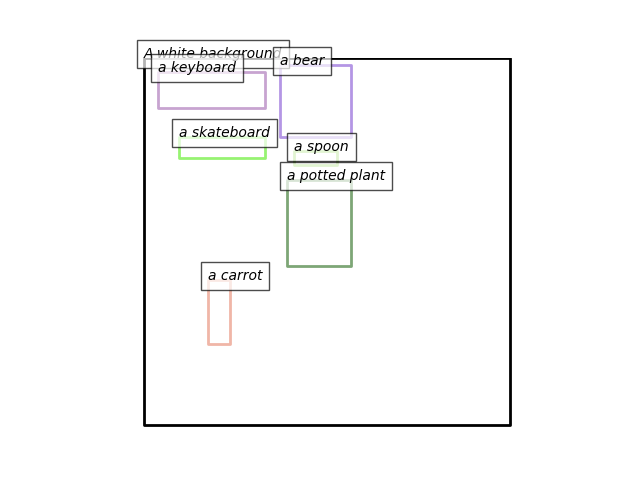 A white background
a keyboard
a bear
a skateboard
a spoon
a potted plant
a carrot